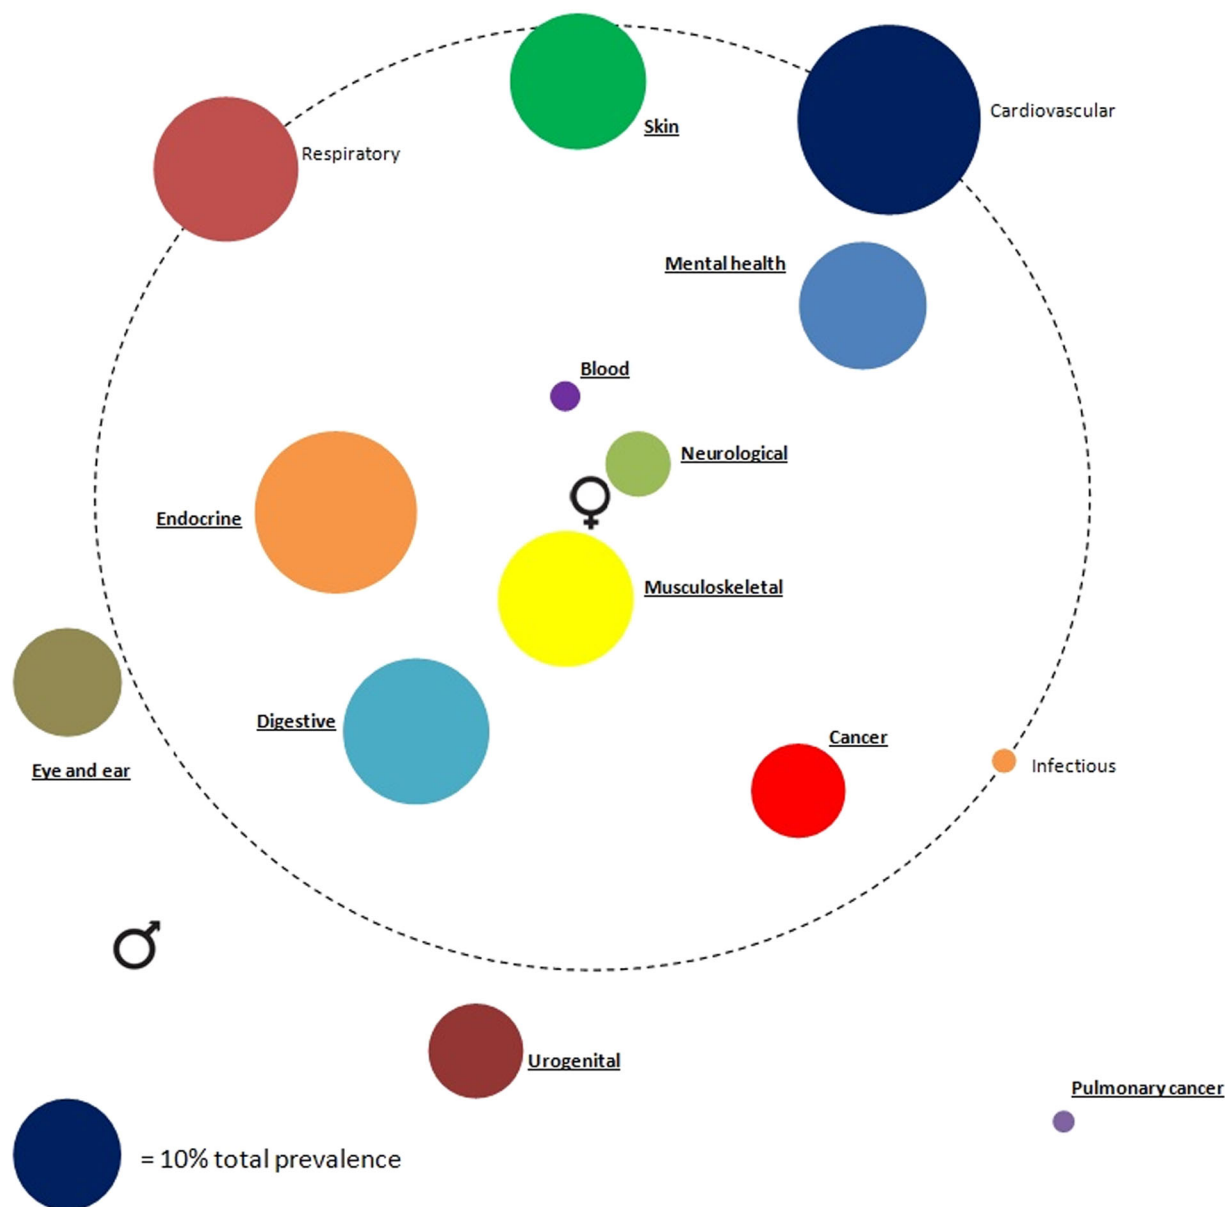 Skin
Cardiovascular
Respiratory
Mental health
Blood
Neurological
Endocrine
Musculoskeletal
Digestive
Cancer
Eye and ear
Infectious
Urogenital
Pulmonary cancer
= 10% total prevalence